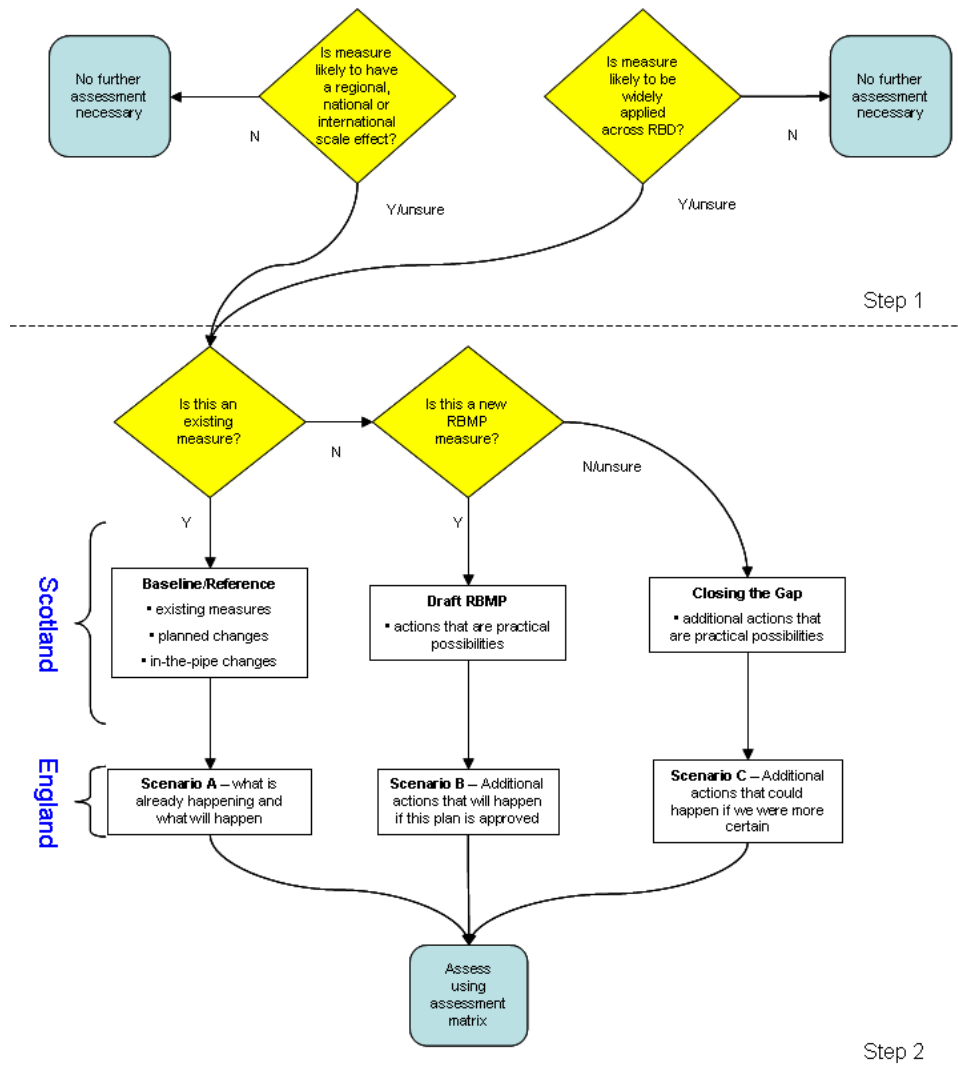 No further
assessment
necessary
Is measure
likely to have
a regional,
national or
international
scale effect?
Is measure
likely to be
widely
applied
across RBD?
No further
assessment
necessary
N
N
Y/unsure
Y/unsure
Step 1
Is this an
existing
measure?
Is this a new
RBMP
measure?
N
N/unsure
Y
Y
Scotland
Baseline/Reference
▪ existing measures
▪ planned changes
▪ in-the-pipe changes
Draft RBMP
▪ actions that are practical
possibilities
Closing the Gap
▪ additional actions that
are practical possibilities
England
Scenario A – what is
already happening and
what will happen
Scenario B – Additional
actions that will happen
if this plan is approved
Scenario C – Additional
actions that could
happen if we were more
certain
Assess
using
assessment
matrix
Step 2